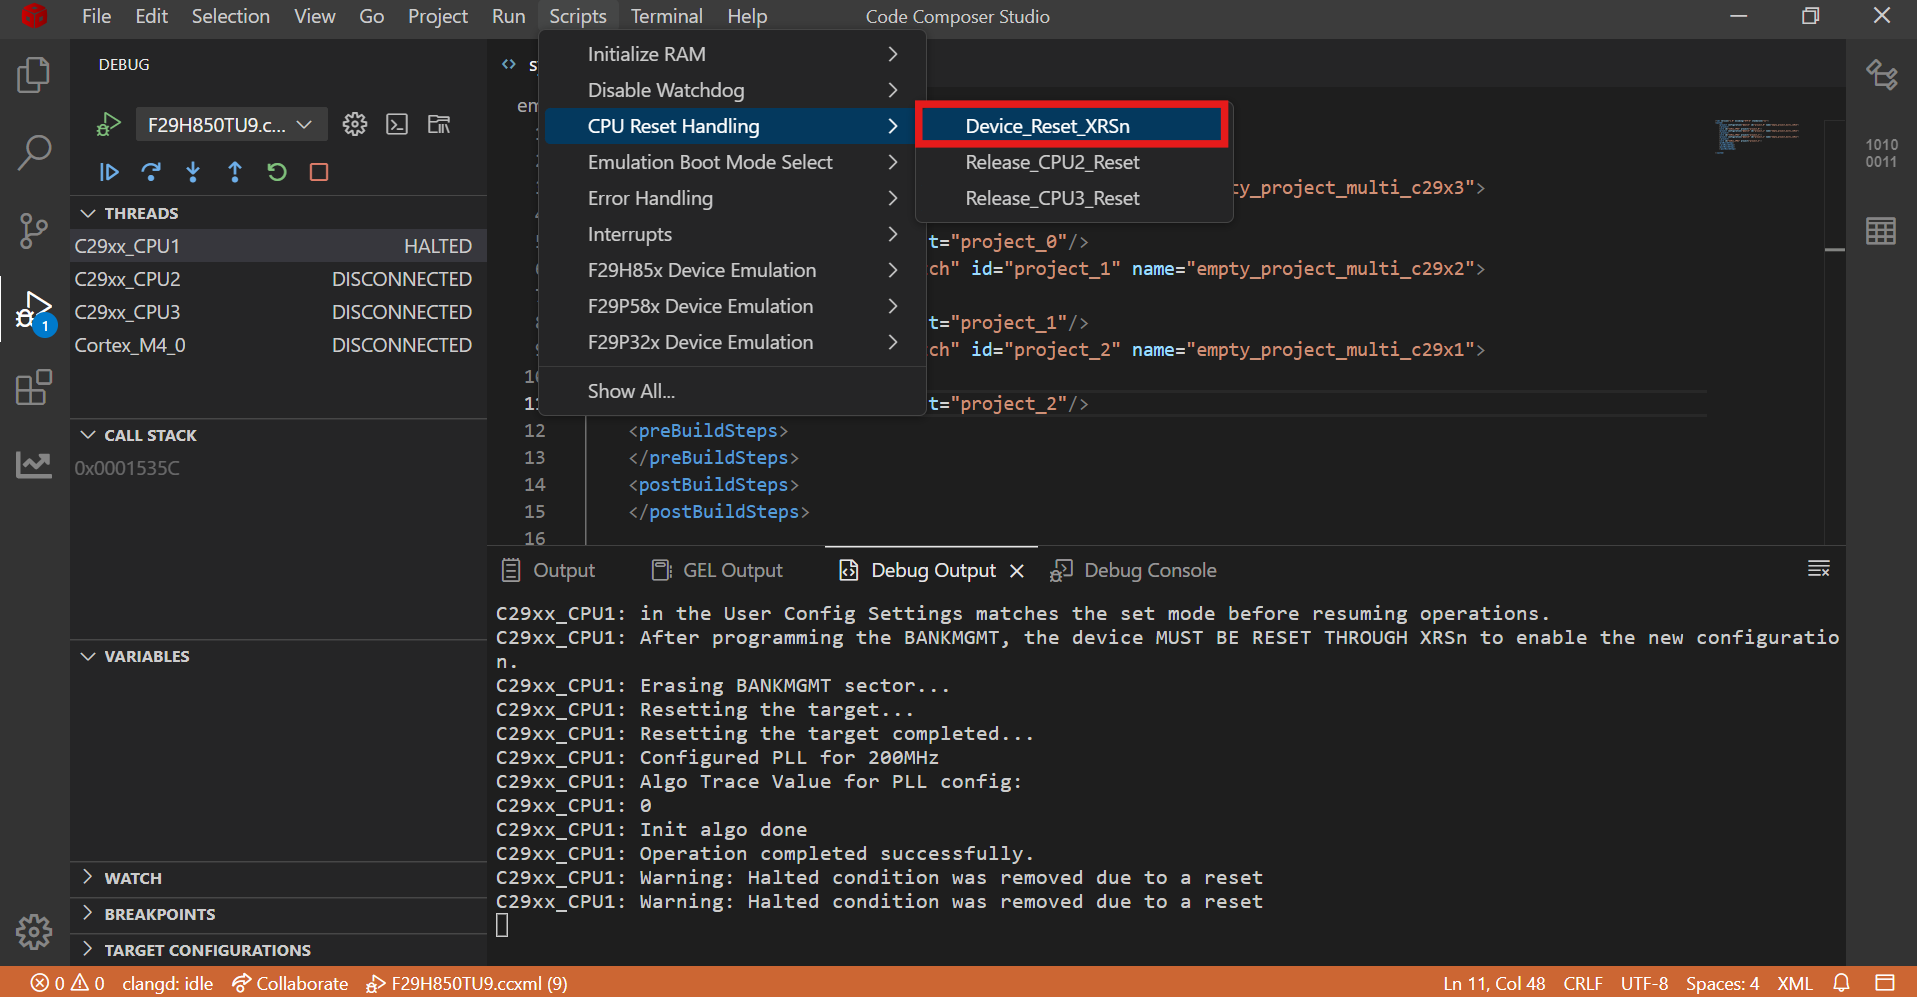 File Edit Selection View Go Project Run Scripts Terminal Help Code Composer Studio
DEBUG
F29H850TU9.c...
THREADS
C29xx_CPU1 HALTED
C29xx_CPU2 DISCONNECTED
C29xx_CPU3 DISCONNECTED
Cortex_M4_0 DISCONNECTED
1
CALL STACK
0x0001535C
VARIABLES
WATCH
BREAKPOINTS
TARGET CONFIGURATIONS
Initialize RAM
Disable Watchdog
CPU Reset Handling
Emulation Boot Mode Select
Error Handling
Interrupts
F29H85x Device Emulation
F29P58x Device Emulation
F29P32x Device Emulation
Show All...
Device_Reset_XRSn
Release_CPU2_Reset
Release_CPU3_Reset
em
ty_project_multi_c29x3">
t="project_0"/>
ch" id="project_1" name="empty_project_multi_c29x2">
t="project_1"/>
ch" id="project_2" name="empty_project_multi_c29x1">
10
11 t="project_2"/>
12 <preBuildSteps>
13 </preBuildSteps>
14 <postBuildSteps>
15 </postBuildSteps>
16
1010
0011
Output GEL Output Debug Output Debug Console
C29xx_CPU1: in the User Config Settings matches the set mode before resuming operations.
C29xx_CPU1: After programming the BANKMGMT, the device MUST BE RESET THROUGH XRSn to enable the new configuratio
n.
C29xx_CPU1: Erasing BANKMGMT sector...
C29xx_CPU1: Resetting the target...
C29xx_CPU1: Resetting the target completed...
C29xx_CPU1: Configured PLL for 200MHz
C29xx_CPU1: Algo Trace Value for PLL config:
C29xx_CPU1: 0
C29xx_CPU1: Init algo done
C29xx_CPU1: Operation completed successfully.
C29xx_CPU1: Warning: Halted condition was removed due to a reset
C29xx_CPU1: Warning: Halted condition was removed due to a reset
0 0 clangd: idle Collaborate F29H850TU9.ccxml (9) Ln 11, Col 48 CRLF UTF-8 Spaces: 4 XML